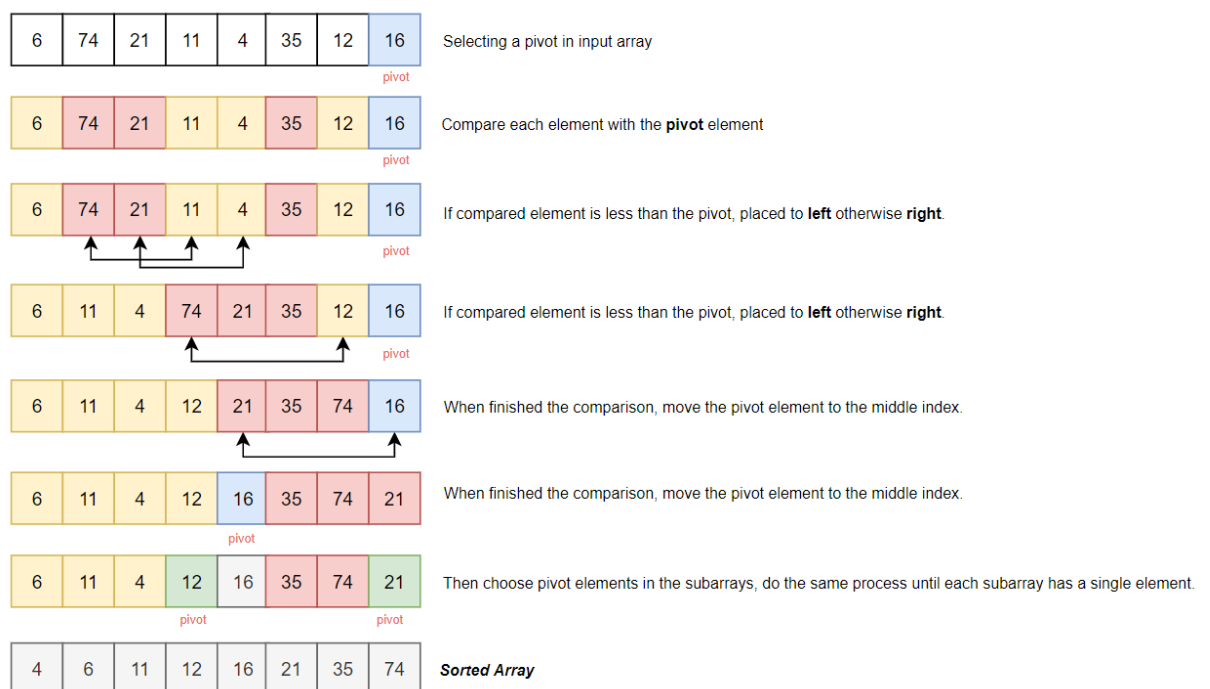 6 74 21 11 4 35 12 16 Selecting a pivot in input array
pivot
6 74 21 11 4 35 12 16 Compare each element with the pivot element
pivot
6 74 21 11 4 35 12 16 If compared element is less than the pivot, placed to left otherwise right.
pivot
6 11 4 74 21 35 12 16 If compared element is less than the pivot, placed to left otherwise right.
pivot
6 11 4 12 21 35 74 16 When finished the comparison, move the pivot element to the middle index.
6 11 4 12 16 35 74 21 When finished the comparison, move the pivot element to the middle index.
pivot
6 11 4 12 16 35 74 21 Then choose pivot elements in the subarrays, do the same process until each subarray has a single element.
pivot pivot
4 6 11 12 16 21 35 74 Sorted Array